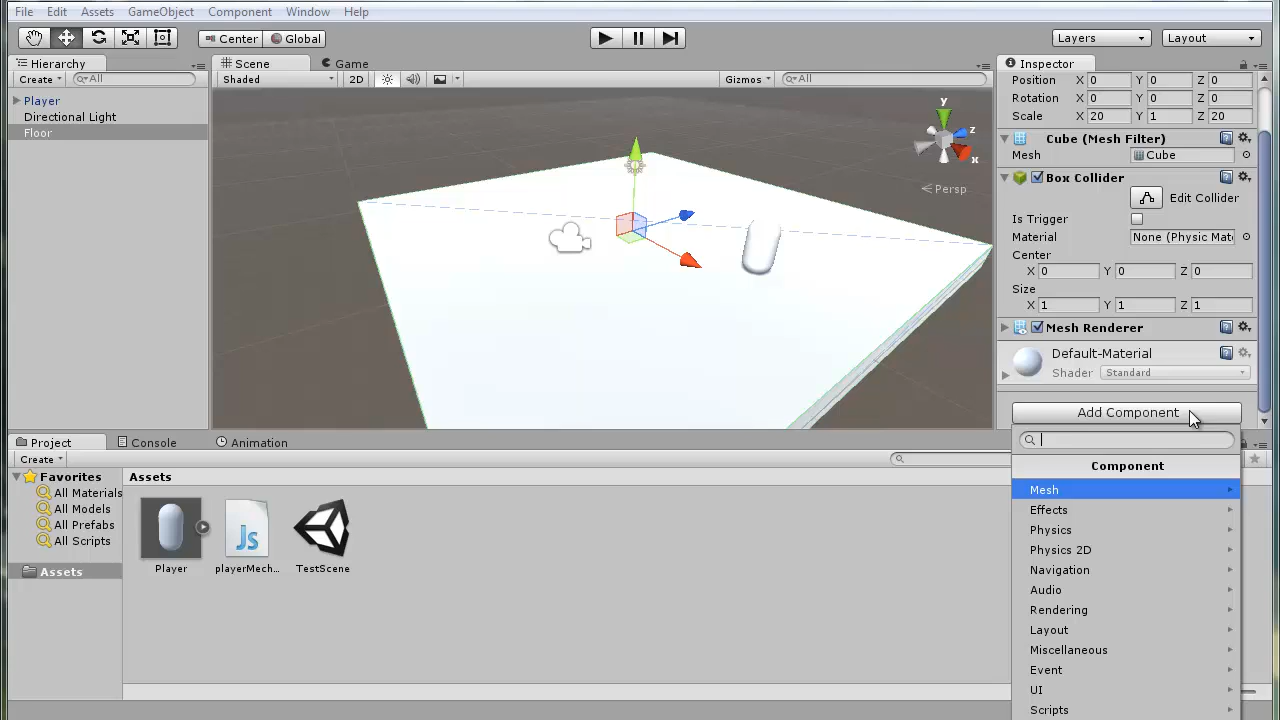 File Edit Assets GameObject Component Window Help
Center Global Layers Layout
Hierarchy
Create All
Player
Directional Light
Floor
Scene Game
Shaded 2D Gizmos All
y
z
x
Persp
Inspector
Position X 0 Y 0 Z 0
Rotation X 0 Y 0 Z 0
Scale X 20 Y 1 Z 20
Cube (Mesh Filter)
Mesh Cube
Box Collider
Edit Collider
Is Trigger
Material None (Physic Mat
Center
X 0 Y 0 Z 0
Size
X 1 Y 1 Z 1
Mesh Renderer
Default-Material
Shader Standard
Add Component
Component
Mesh
Effects
Physics
Physics 2D
Navigation
Audio
Rendering
Layout
Miscellaneous
Event
UI
Scripts
Project Console Animation
Create
Favorites
All Materials
All Models
All Prefabs
All Scripts
Assets
Assets
Js
Player playerMech... TestScene